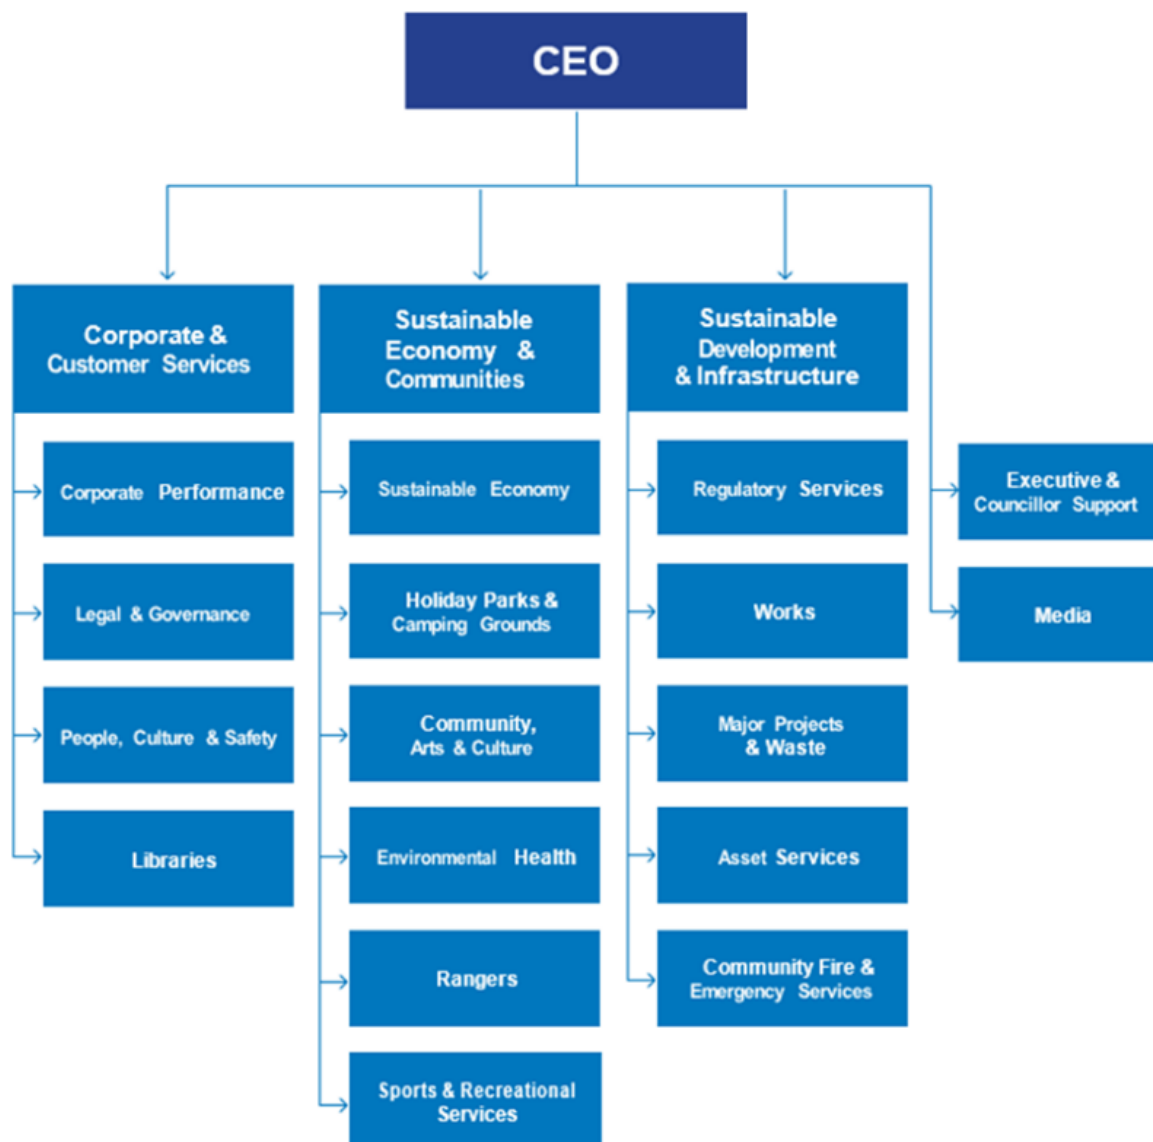 CEO
Corporate &
Customer Services
Corporate Performance
Legal & Governance
People, Culture & Safety
Libraries
Sustainable
Economy &
Communities
Sustainable Economy
Holiday Parks &
Camping Grounds
Community,
Arts & Culture
Environmental Health
Rangers
Sports & Recreational
Services
Sustainable
Development
& Infrastructure
Regulatory Services
Works
Major Projects
& Waste
Asset Services
Community Fire &
Emergency Services
Executive &
Councillor Support
Media